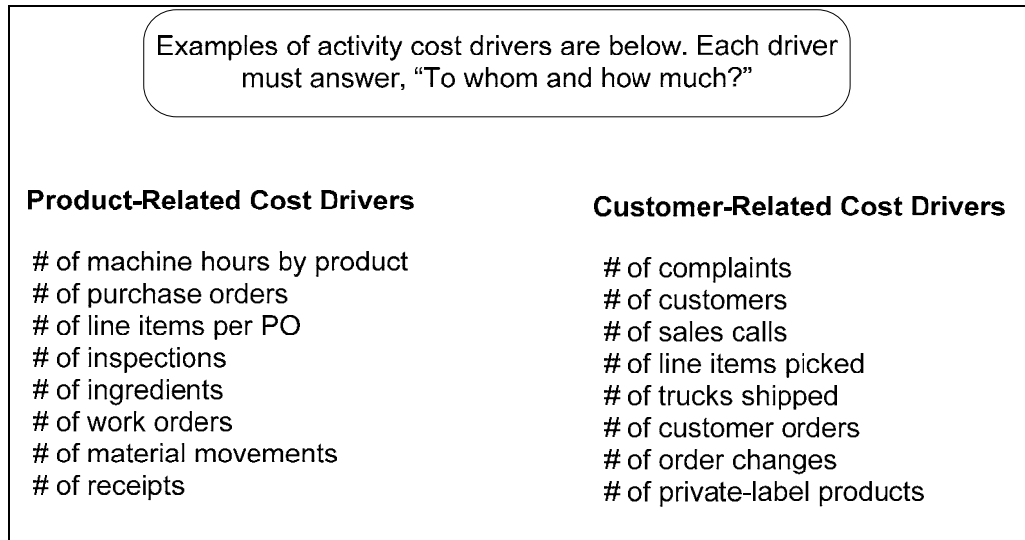 Examples of activity cost drivers are below. Each driver
must answer, “To whom and how much?”
Product-Related Cost Drivers
# of machine hours by product
# of purchase orders
# of line items per PO
# of inspections
# of ingredients
# of work orders
# of material movements
# of receipts
Customer-Related Cost Drivers
# of complaints
# of customers
# of sales calls
# of line items picked
# of trucks shipped
# of customer orders
# of order changes
# of private-label products